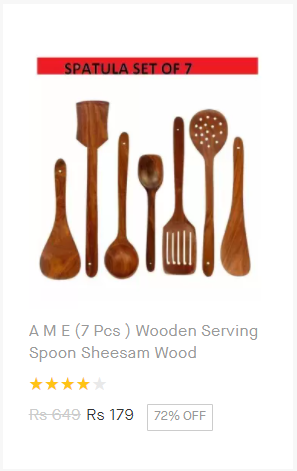 SPATULA SET OF 7
A M E (7 Pcs ) Wooden Serving
Spoon Sheesam Wood
Rs 649 Rs 179 72% OFF